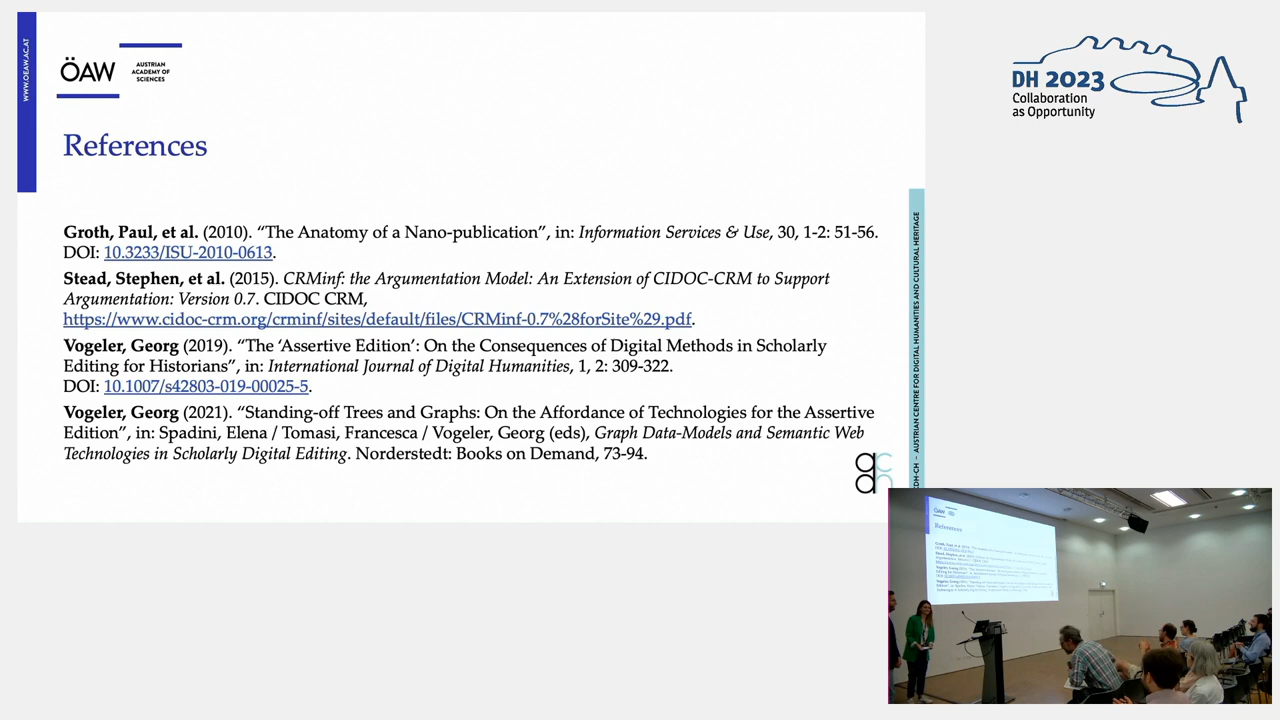 WWW.OEAW.AC.AT
ÖAW
AUSTRIAN
ACADEMY OF
SCIENCES
References
Groth, Paul, et al. (2010). “The Anatomy of a Nano-publication”, in: Information Services & Use, 30, 1-2: 51-56.
DOI: 10.3233/ISU-2010-0613.
Stead, Stephen, et al. (2015). CRMinf: the Argumentation Model: An Extension of CIDOC-CRM to Support
Argumentation: Version 0.7. CIDOC CRM,
https://www.cidoc-crm.org/crminf/sites/default/files/CRMinf-0.7%28forSite%29.pdf.
Vogeler, Georg (2019). “The ‘Assertive Edition’: On the Consequences of Digital Methods in Scholarly
Editing for Historians”, in: International Journal of Digital Humanities, 1, 2: 309-322.
DOI: 10.1007/s42803-019-00025-5.
Vogeler, Georg (2021). “Standing-off Trees and Graphs: On the Affordance of Technologies for the Assertive
Edition”, in: Spadini, Elena / Tomasi, Francesca / Vogeler, Georg (eds), Graph Data-Models and Semantic Web
Technologies in Scholarly Digital Editing. Norderstedt: Books on Demand, 73-94.
CDH-CH – AUSTRIAN CENTRE FOR DIGITAL HUMANITIES AND CULTURAL HERITAGE
DH 2023
Collaboration
as Opportunity
ÖAW
References